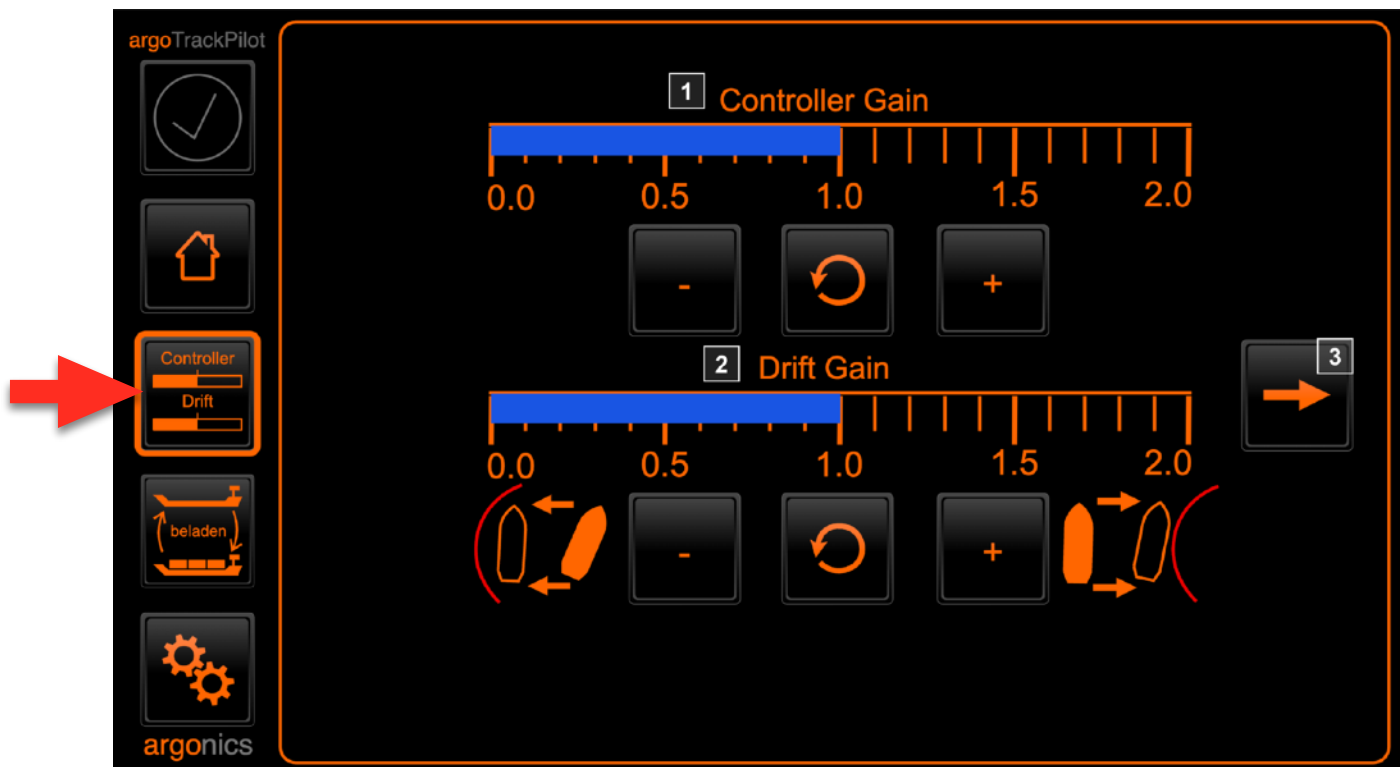 argoTrackPilot
1 Controller Gain
0.0 0.5 1.0 1.5 2.0
- +
Controller
Drift
2 Drift Gain
3
0.0 0.5 1.0 1.5 2.0
- +
beladen
argonics